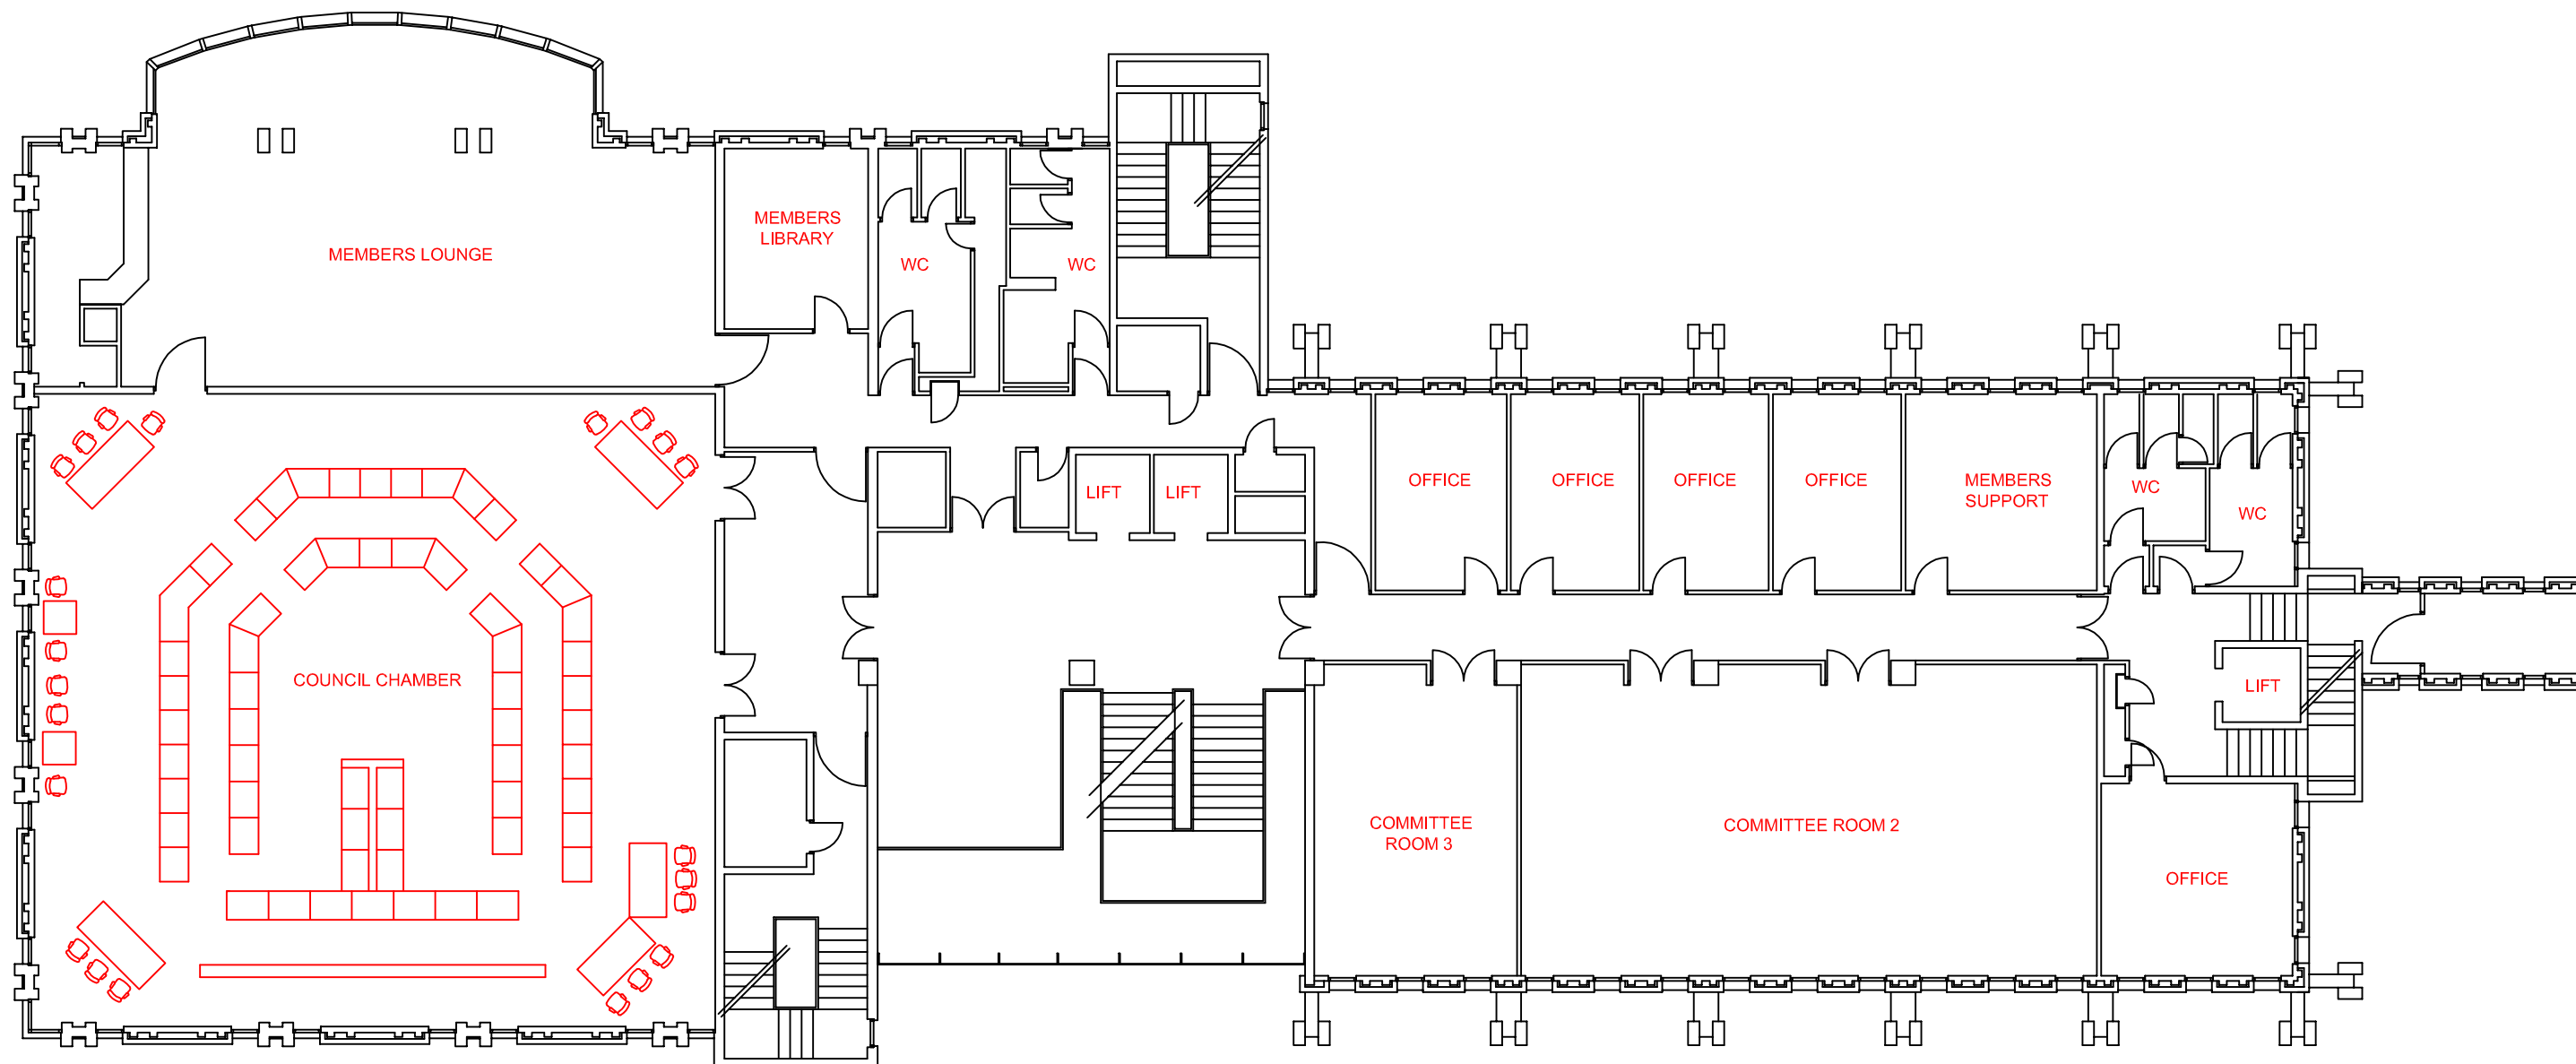 MEMBERS
LIBRARY
MEMBERS LOUNGE
WC
WC
OFFICE
OFFICE
OFFICE
OFFICE
MEMBERS
SUPPORT
LIFT
LIFT
WC
WC
COUNCIL CHAMBER
LIFT
COMMITTEE
ROOM 3
COMMITTEE ROOM 2
OFFICE